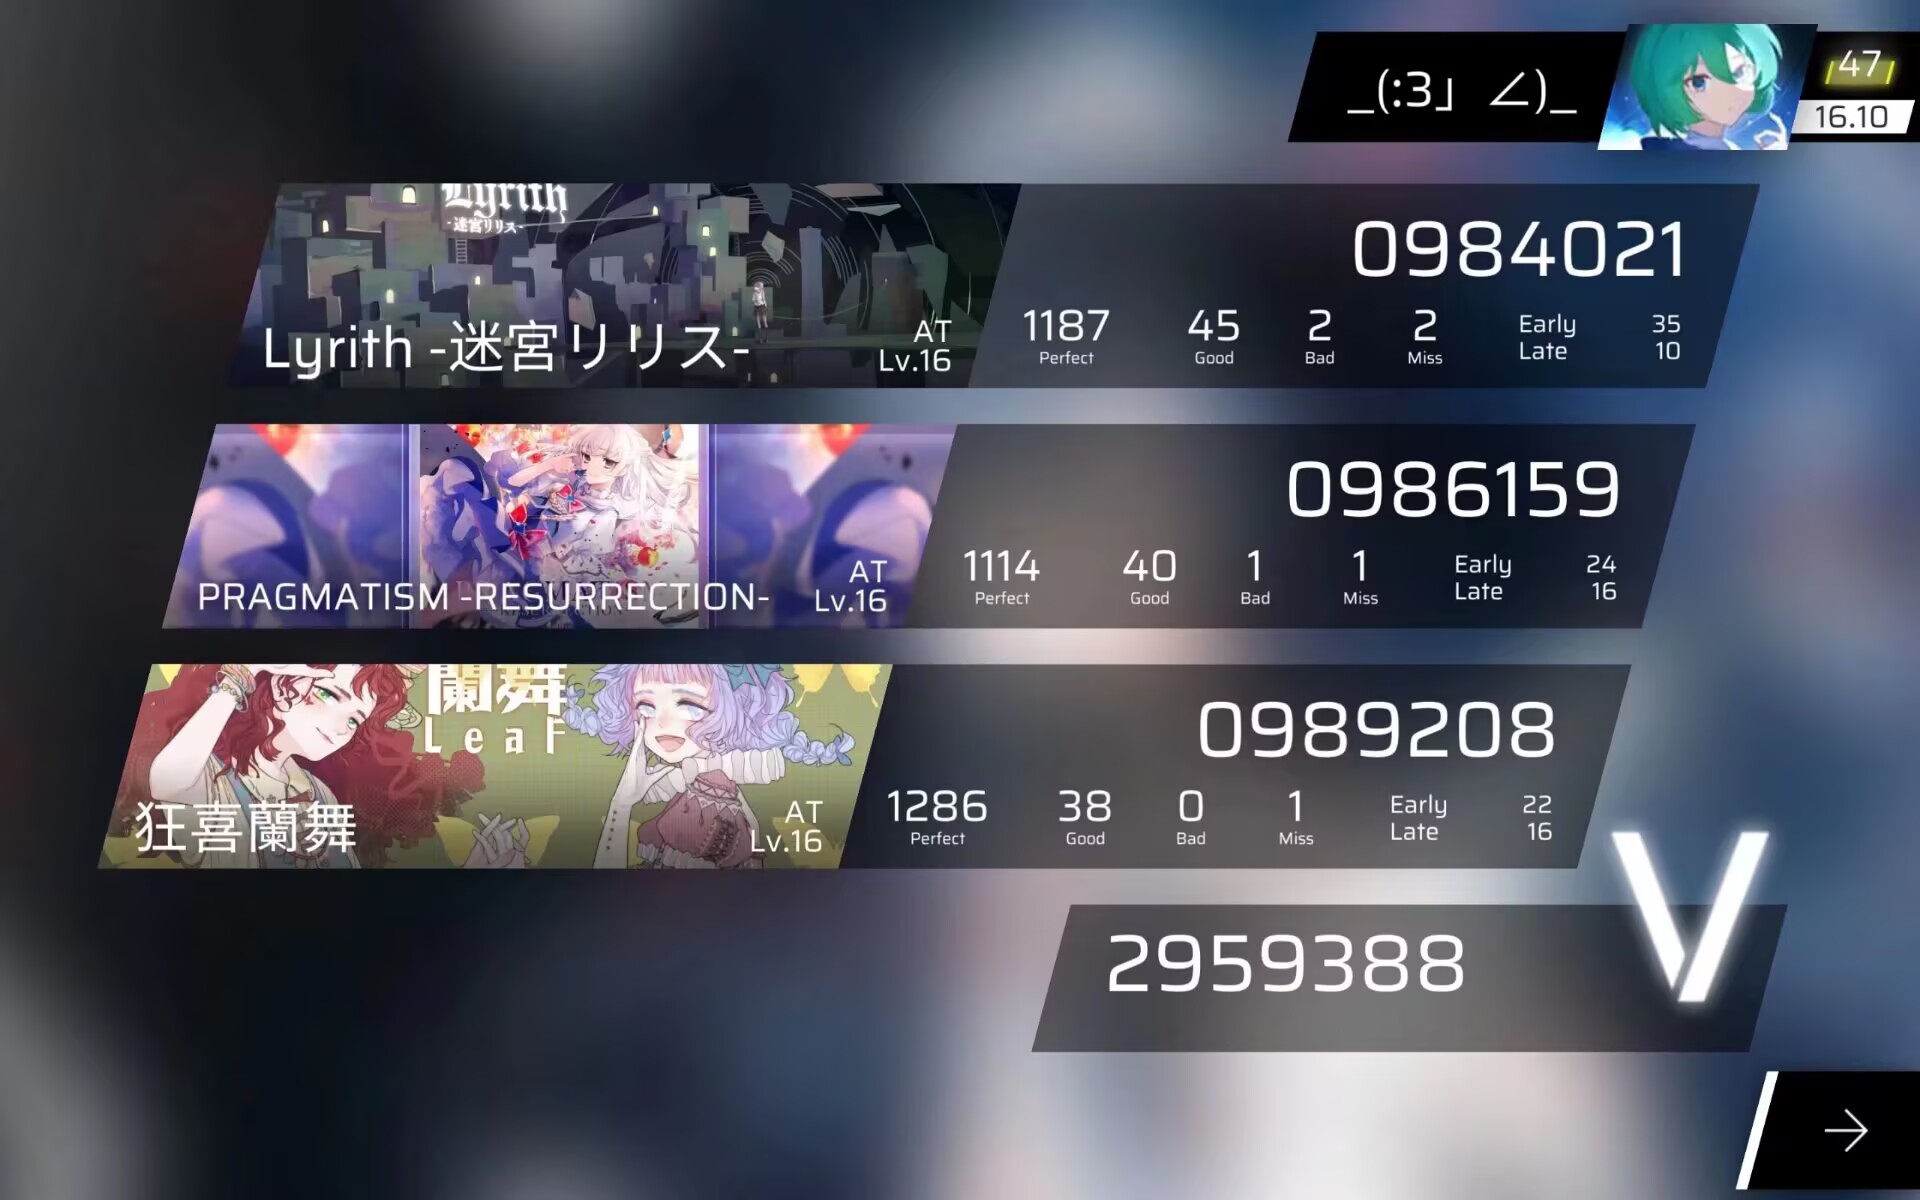 _(:3」∠)_
47
16.10
Lyrith
-迷宮リリス-
Lyrith -迷宮リリス-
AT
Lv.16
0984021
1187 45 2 2
Perfect Good Bad Miss
Early 35
Late 10
PRAGMATISM -RESURRECTION-
AT
Lv.16
0986159
1114 40 1 1
Perfect Good Bad Miss
Early 24
Late 16
蘭舞
LeaF
狂喜蘭舞
AT
Lv.16
0989208
1286 38 0 1
Perfect Good Bad Miss
Early 22
Late 16
2959388
V